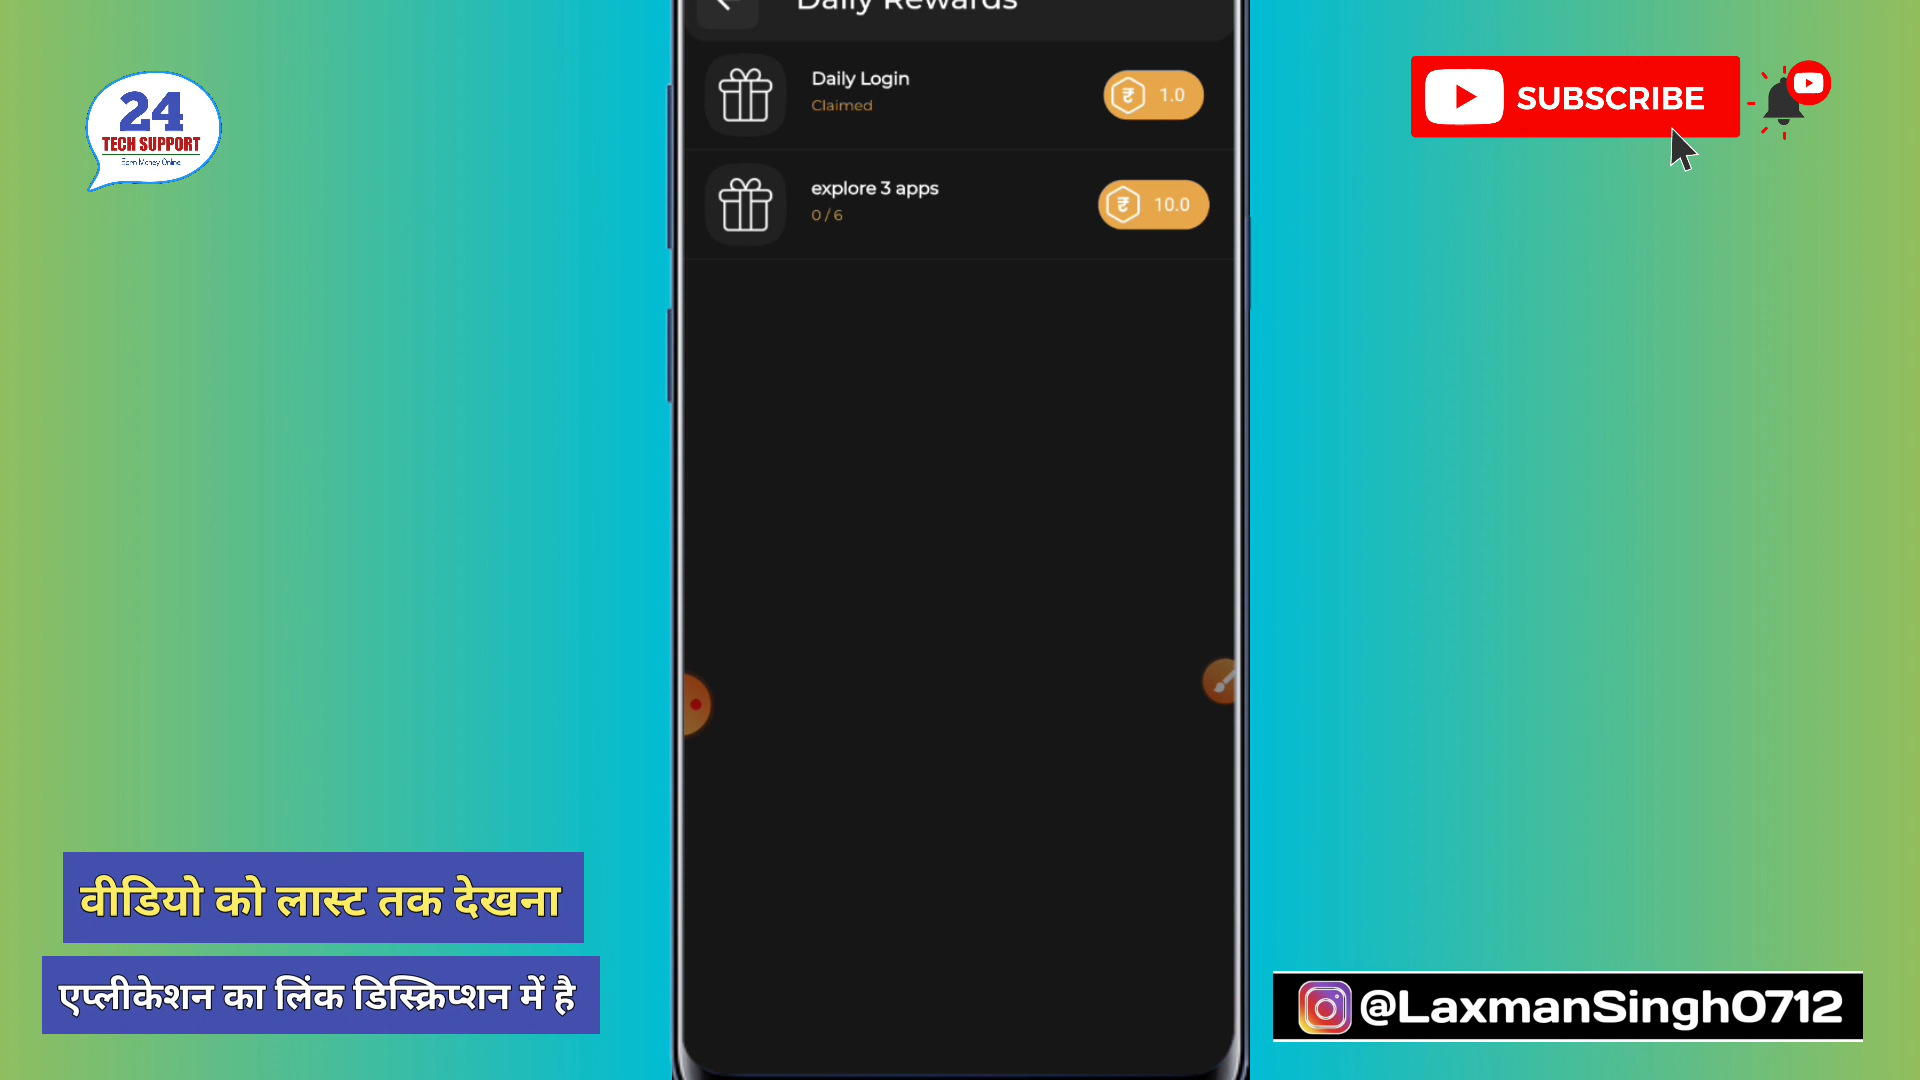 Daily Rewards
24
TECH SUPPORT
Earn Money Online
Daily Login
Claimed
₹ 1.0
explore 3 apps
0 / 6
₹ 10.0
SUBSCRIBE
वीडियो को लास्ट तक देखना
एप्लीकेशन का लिंक डिस्क्रिप्शन में है
@LaxmanSingh0712